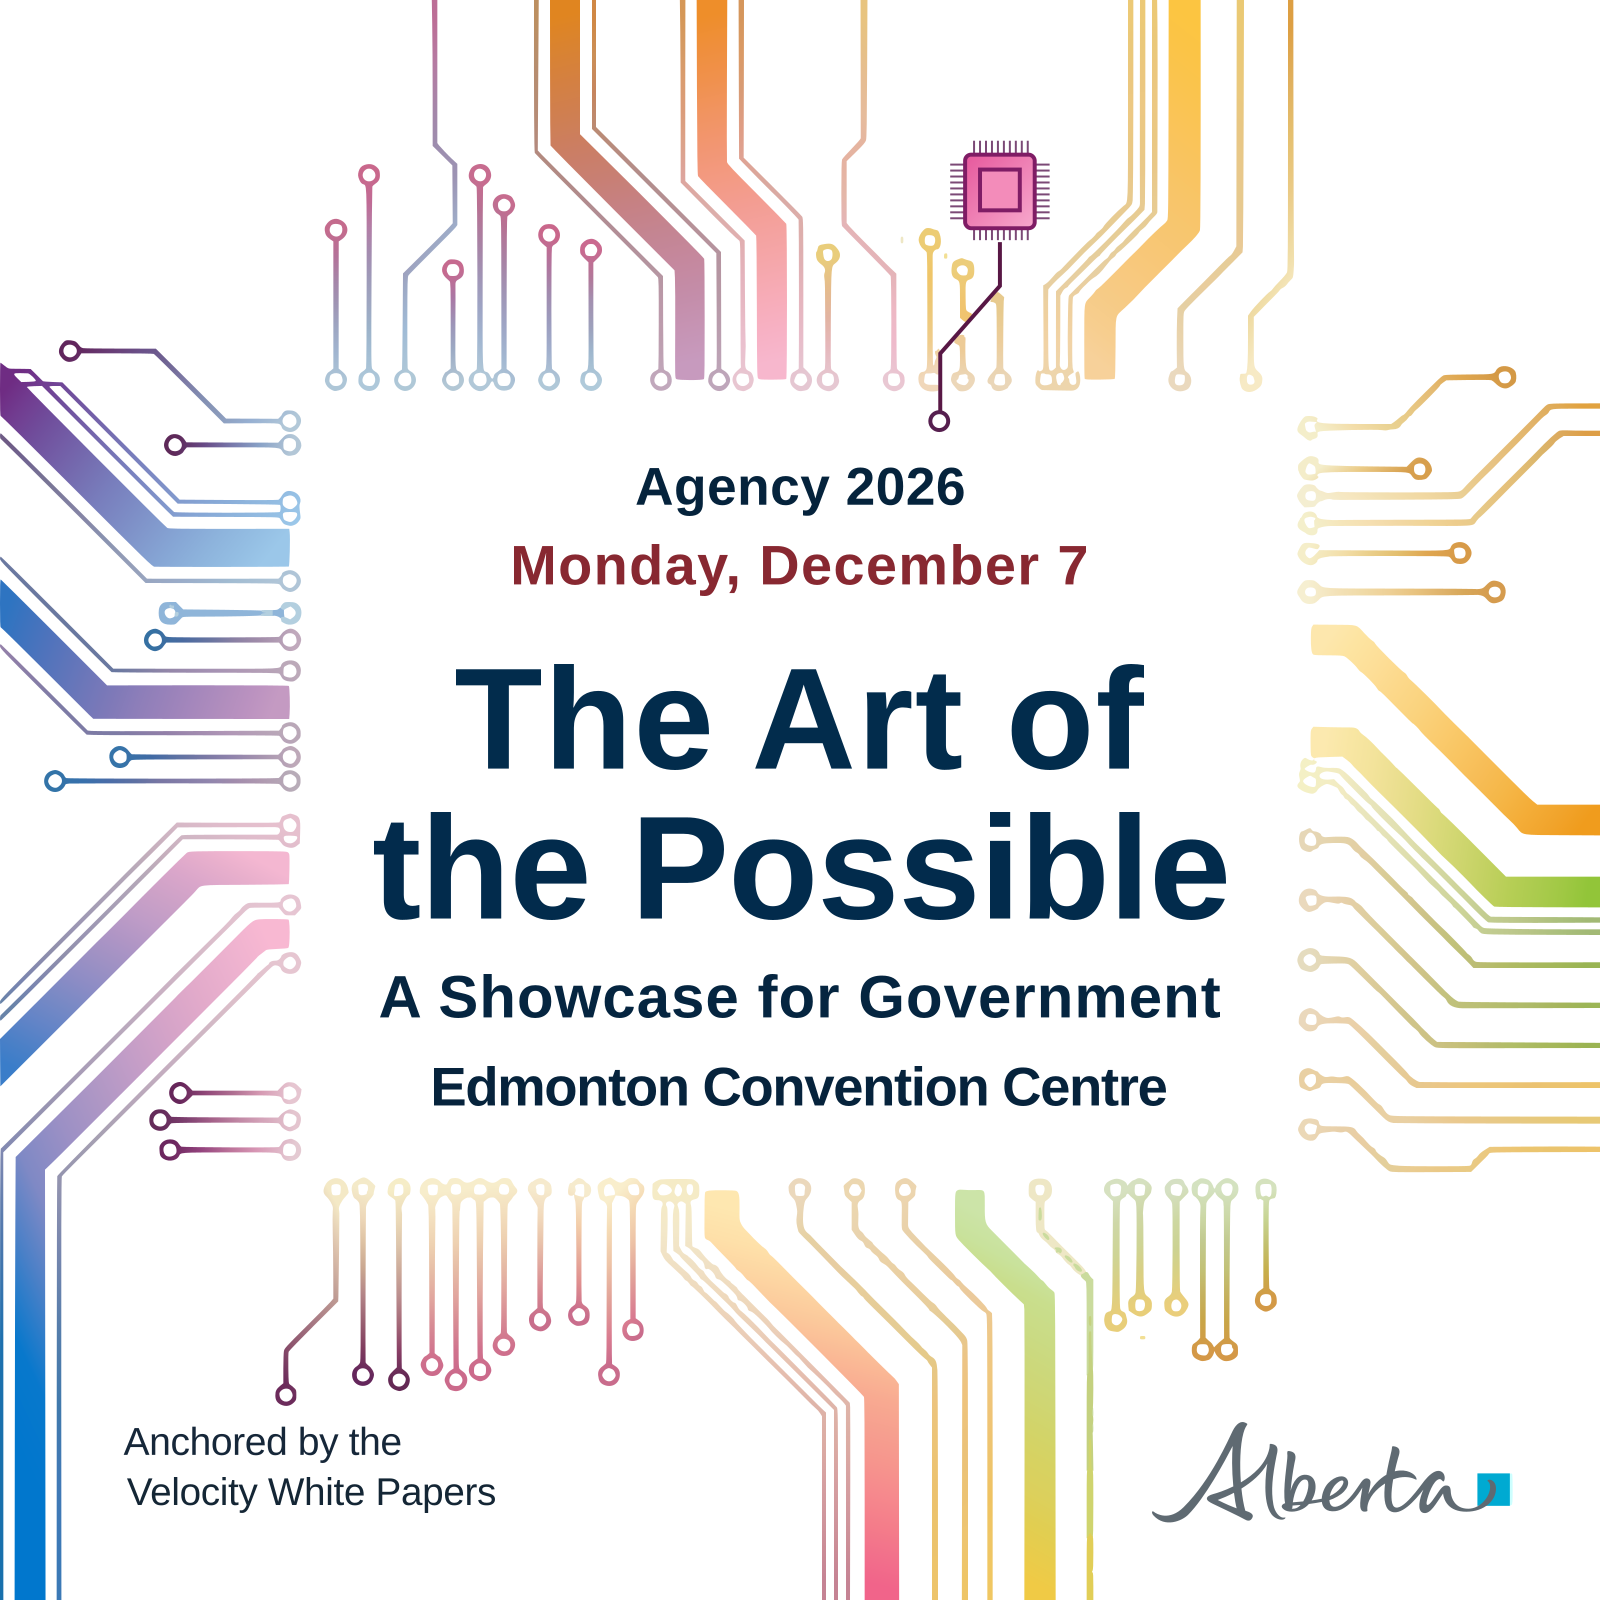 Agency 2026
Monday, December 7
The Art of
the Possible
A Showcase for Government
Edmonton Convention Centre
Anchored by the
Velocity White Papers
Alberta